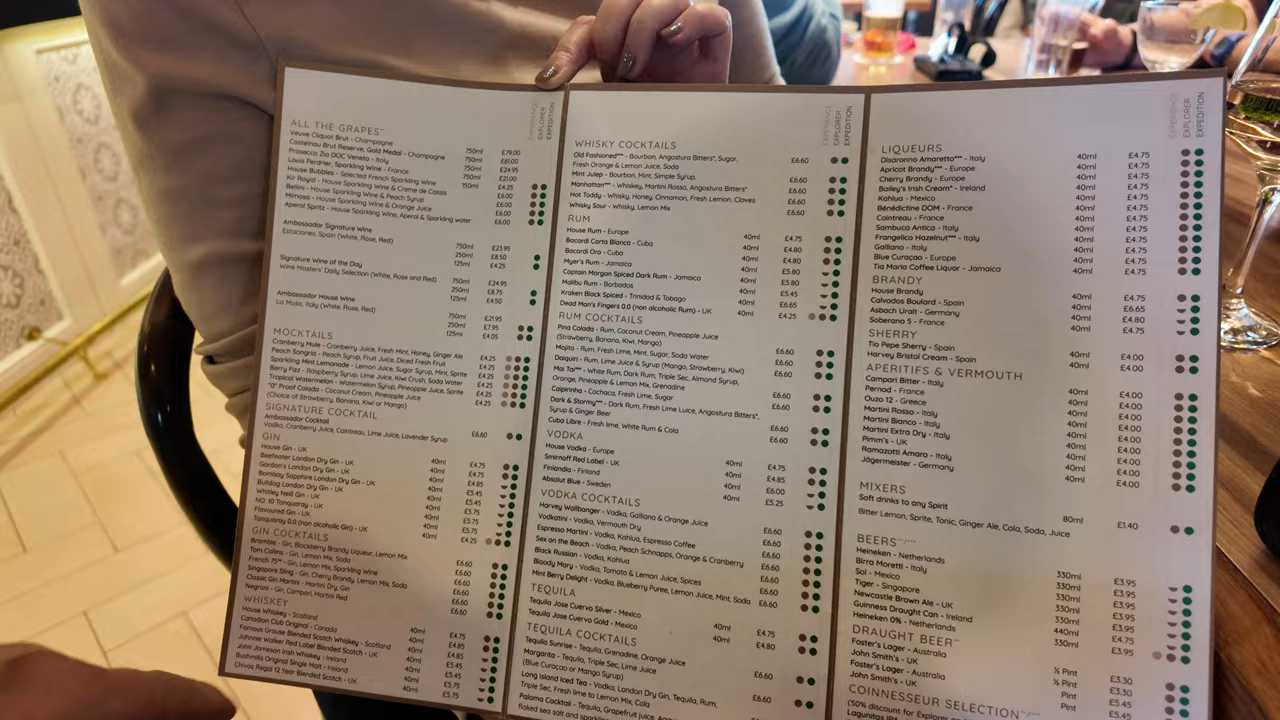 EXPERIENCE
EXPLORER
EXPEDITION
ALL THE GRAPES
Veuve Cliquot Brut - Champagne 750ml £79.00
Castelnau Brut Reserve, Gold Medal - Champagne 750ml £61.00
Prosecco Zio DOC Veneto - Italy 750ml £24.95
Louis Perdrier, Sparkling Wine - France 750ml £21.00
House Bubbles - Selected French Sparkling Wine £4.25
Kir Royal - House Sparkling Wine & Creme de Cassis £6.00
Bellini - House Sparkling Wine & Peach Syrup £6.00
Mimosa - House Sparkling Wine & Orange Juice £6.00
Aperol Spritz - House Sparkling Wine, Aperol & Sparkling water £6.00
Ambassador Signature Wine
Estaciones, Spain (White, Rose, Red) 750ml £23.95
250ml £8.50
125ml £4.25
Signature Wine of the Day
Wine Masters' Daily Selection (White, Rose and Red) 750ml £24.95
250ml £8.75
125ml £4.50
Ambassador House Wine
La Musa, Italy (White, Rose, Red) 750ml £21.95
250ml £7.95
125ml £4.05
MOCKTAILS
Cranberry Mule - Cranberry Juice, Fresh Mint, Honey, Ginger Ale £4.25
Peach Sangria - Peach Syrup, Fruit Juice, Diced Fresh Fruit £4.25
Sparkling Mint Lemonade - Lemon Juice, Sugar Syrup, Mint, Sprite £4.25
Berry Fizz - Raspberry Syrup, Lime Juice, Kiwi Crush, Soda Water £4.25
Tropical Watermelon - Watermelon Syrup, Pineapple Juice, Sprite £4.25
"0" Proof Calada - Coconut Cream, Pineapple Juice £4.25
(Choice of Strawberry, Banana, Kiwi or Mango)
SIGNATURE COCKTAIL
Ambassador Cocktail
Vodka, Cranberry Juice, Cointreau, Lime Juice, Lavender Syrup £6.60
GIN
House Gin - UK 40ml £4.75
Beefeater London Dry Gin - UK 40ml £4.85
Gordon's London Dry Gin - UK 40ml £5.45
Bombay Sapphire London Dry Gin - UK 40ml £5.75
Bulldog London Dry Gin - UK 40ml £5.75
Whitley Neill Gin - UK 40ml £5.75
NO. 10 Tanquaray - UK 40ml
Flavoured Gin - UK 40ml
Tanquaray 0.0 (non alcoholic Gin) - UK 40ml £4.25
GIN COCKTAILS
Bramble - Gin, Blackberry Brandy Liqueur, Lemon Mix £6.60
Tom Collins - Gin, Lemon Mix, Soda £6.60
French 75** - Gin, Lemon Mix, Sparkling Wine £6.60
Singapore Sling - Gin, Cherry Brandy, Lemon Mix, Soda £6.60
Classic Gin Martini - Martini Dry, Gin £6.60
Negroni - Gin, Campari, Martini Red £6.60
WHISKEY
House Whiskey - Scotland 40ml £4.75
Canadian Club Original - Canada 40ml £4.85
Famous Grouse Blended Scotch Whiskey - Scotland 40ml £4.85
Johnnie Walker Red Label Blended Scotch - UK 40ml £5.45
John Jameson Irish Whiskey - Ireland 40ml £5.45
Bushmills Original Single Malt - Ireland 40ml £5.75
Chivas Regal 12 Year Blended Scotch - UK 40ml £5.75
EXPERIENCE
EXPLORER
EXPEDITION
WHISKY COCKTAILS
Old Fashioned*** - Bourbon, Angostura Bitters*, Sugar, £6.60
Fresh Orange & Lemon Juice, Soda
Mint Julep - Bourbon, Mint, Simple Syrup, £6.60
Manhattan*** - Whiskey, Martini Rosso, Angostura Bitters* £6.60
Hot Toddy - Whisky, Honey, Cinnamon, Fresh Lemon, Cloves £6.60
Whisky Sour - Whisky, Lemon Mix £6.60
RUM
House Rum - Europe 40ml £4.75
Bacardi Carta Blanca - Cuba 40ml £4.80
Bacardi Oro - Cuba 40ml £4.80
Myer's Rum - Jamaica 40ml £5.80
Captain Morgan Spiced Dark Rum - Jamaica 40ml £5.80
Malibu Rum - Barbados 40ml £5.45
Kraken Black Spiced - Trinidad & Tobago 40ml £6.65
Dead Man's Fingers 0.0 (non alcoholic Rum) - UK 40ml £4.25
RUM COCKTAILS
Pina Calada - Rum, Coconut Cream, Pineapple Juice £6.60
(Strawberry, Banana, Kiwi, Mango)
Mojito - Rum, Fresh Lime, Mint, Sugar, Soda Water £6.60
Daiquiri - Rum, Lime Juice & Syrup (Mango, Strawberry, Kiwi) £6.60
Mai Tai*** - White Rum, Dark Rum, Triple Sec, Almond Syrup, £6.60
Orange, Pineapple & Lemon Mix, Grenadine
Caipirinha - Cachaca, Fresh Lime, Sugar £6.60
Dark & Stormy*** - Dark Rum, Fresh Lime Luice, Angostura Bitters*, £6.60
Syrup & Ginger Beer
Cuba Libre - Fresh lime, White Rum & Cola £6.60
VODKA
House Vodka - Europe 40ml £4.75
Smirnoff Red Label - UK 40ml £4.85
Finlandia - Finland 40ml £6.00
Absolut Blue - Sweden 40ml £5.25
VODKA COCKTAILS
Harvey Wallbanger - Vodka, Galliano & Orange Juice £6.60
Vodkatini - Vodka, Vermouth Dry £6.60
Espresso Martini - Vodka, Kahlua, Espresso Coffee £6.60
Sex on the Beach - Vodka, Peach Schnapps, Orange & Cranberry £6.60
Black Russian - Vodka, Kahlua £6.60
Bloody Mary - Vodka, Tomato & Lemon Juice, Spices £6.60
Mint Berry Delight - Vodka, Blueberry Puree, Lemon Juice, Mint, Soda £6.60
TEQUILA
Tequila Jose Cuervo Silver - Mexico 40ml £4.75
Tequila Jose Cuervo Gold - Mexico 40ml £4.80
TEQUILA COCKTAILS
Tequila Sunrise - Tequila, Grenadine, Orange Juice £6.60
Margarita - Tequila, Triple Sec, Lime Juice
(Blue Curaçao or Mango Syrup) £6.60
Long Island Iced Tea - Vodka, London Dry Gin, Tequila, Rum,
Triple Sec, Fresh lime to Lemon Mix, Cola
Paloma Cocktail - Tequila, Grapefruit juice,
flaked sea salt and
EXPERIENCE
EXPLORER
EXPEDITION
LIQUEURS
Disaronno Amaretto*** - Italy 40ml £4.75
Apricot Brandy*** - Europe 40ml £4.75
Cherry Brandy - Europe 40ml £4.75
Bailey's Irish Cream* - Ireland 40ml £4.75
Kahlua - Mexico 40ml £4.75
Bénédictine DOM - France 40ml £4.75
Cointreau - France 40ml £4.75
Sambuca Antica - Italy 40ml £4.75
Frangelico Hazelnut*** - Italy 40ml £4.75
Galliano - Italy 40ml £4.75
Blue Curaçao - Europe 40ml £4.75
Tia Maria Coffee Liquor - Jamaica 40ml £4.75
BRANDY
House Brandy 40ml £4.75
Calvados Boulard - Spain 40ml £6.65
Asbach Uralt - Germany 40ml £4.80
Soberano 5 - France 40ml £4.75
SHERRY
Tio Pepe Sherry - Spain 40ml £4.00
Harvey Bristol Cream - Spain 40ml £4.00
APERITIFS & VERMOUTH
Campari Bitter - Italy 40ml £4.00
Pernod - France 40ml £4.00
Ouzo 12 - Greece 40ml £4.00
Martini Rosso - Italy 40ml £4.00
Martini Bianco - Italy 40ml £4.00
Martini Extra Dry - Italy 40ml £4.00
Pimm's - UK 40ml £4.00
Ramazotti Amaro - Italy 40ml £4.00
Jägermeister - Germany 40ml £4.00
MIXERS
Soft drinks to any Spirit
Bitter Lemon, Sprite, Tonic, Ginger Ale, Cola, Soda, Juice 80ml £1.40
BEERS
Heineken - Netherlands 330ml £3.95
Birra Moretti - Italy 330ml £3.95
Sol - Mexico 330ml £3.95
Tiger - Singapore 330ml £3.95
Newcastle Brown Ale - UK
Guinness Draught Can - Ireland 440ml £4.75
Heineken 0% - Netherlands 330ml £3.95
DRAUGHT BEER
Foster's Lager - Australia ½ Pint £3.30
John Smith's - UK ½ Pint £3.30
Foster's Lager - Australia Pint £5.45
John Smith's - UK Pint £5.45
COINNESEUR SELECTION
(50% discount for Explorer
Lagunitas IPA